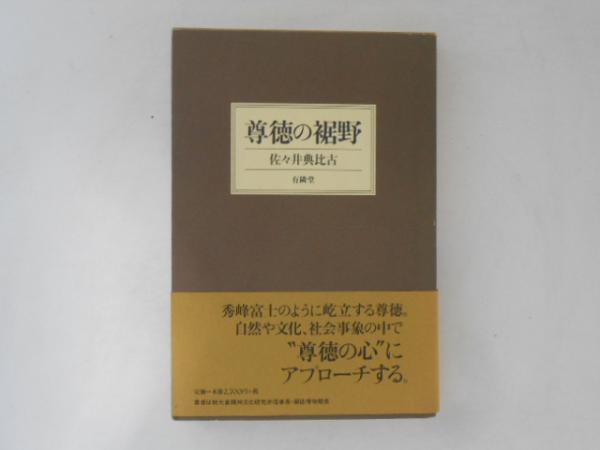 尊徳の裾野
佐々井典比古
有隣堂
秀峰富士のように屹立する尊徳。
自然や文化、社会事象の中で
〝尊徳の心〟に
アプローチする。